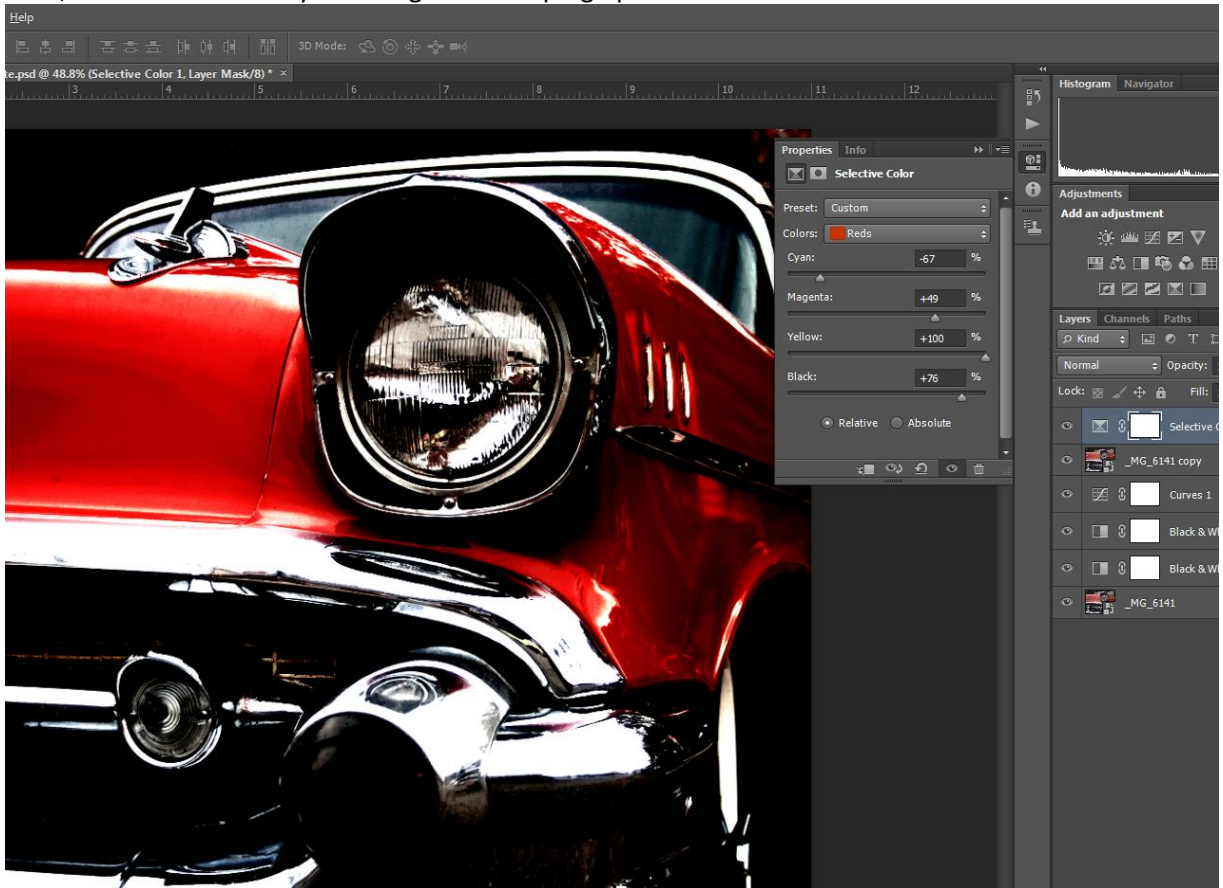 Help
3D Mode:
te.psd @ 48.8% (Selective Color 1, Layer Mask/8) * ×
3 4 5 6 7 8 9 10 11 12
Histogram Navigator
Properties Info
Selective Color
Preset: Custom
Colors: Reds
Cyan: -67 %
Magenta: +49 %
Yellow: +100 %
Black: +76 %
Relative Absolute
Adjustments
Add an adjustment
Layers Channels Paths
Kind
Normal Opacity:
Lock: Fill:
Selective
_MG_6141 copy
Curves 1
Black & W
Black & W
_MG_6141